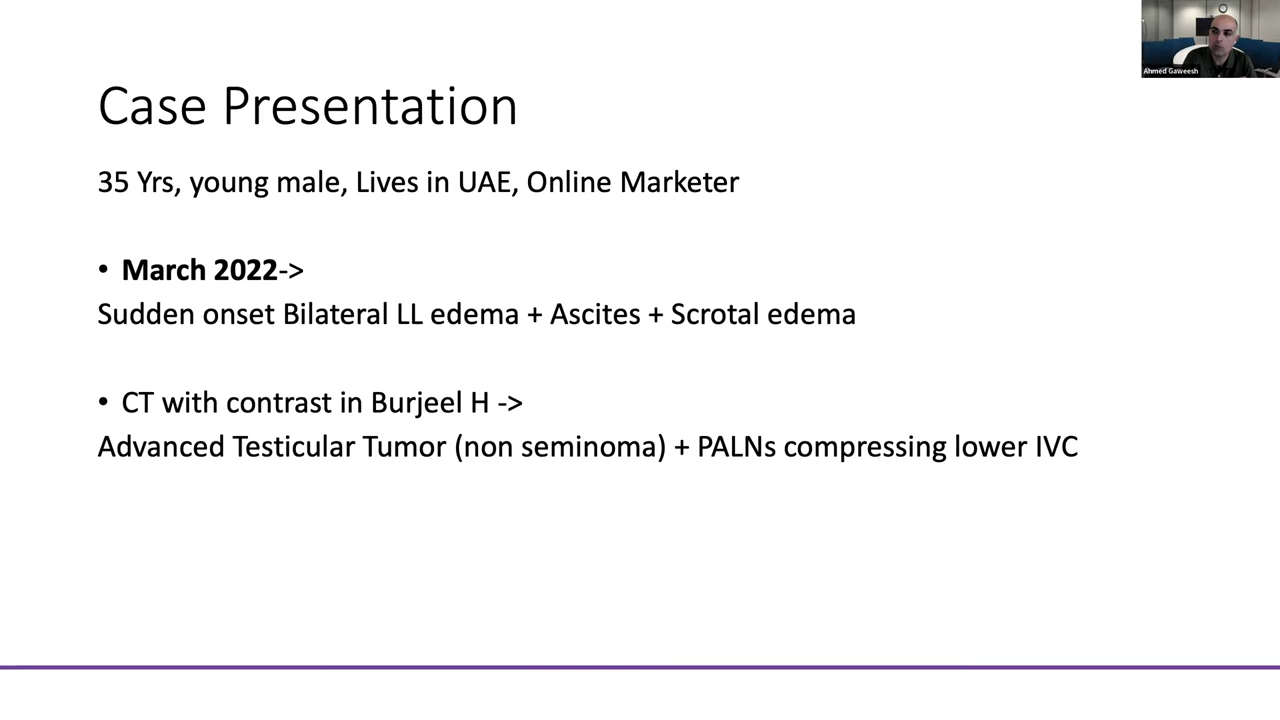 Ahmed Gaweesh
Case Presentation
35 Yrs, young male, Lives in UAE, Online Marketer
• March 2022->
Sudden onset Bilateral LL edema + Ascites + Scrotal edema
• CT with contrast in Burjeel H ->
Advanced Testicular Tumor (non seminoma) + PALNs compressing lower IVC